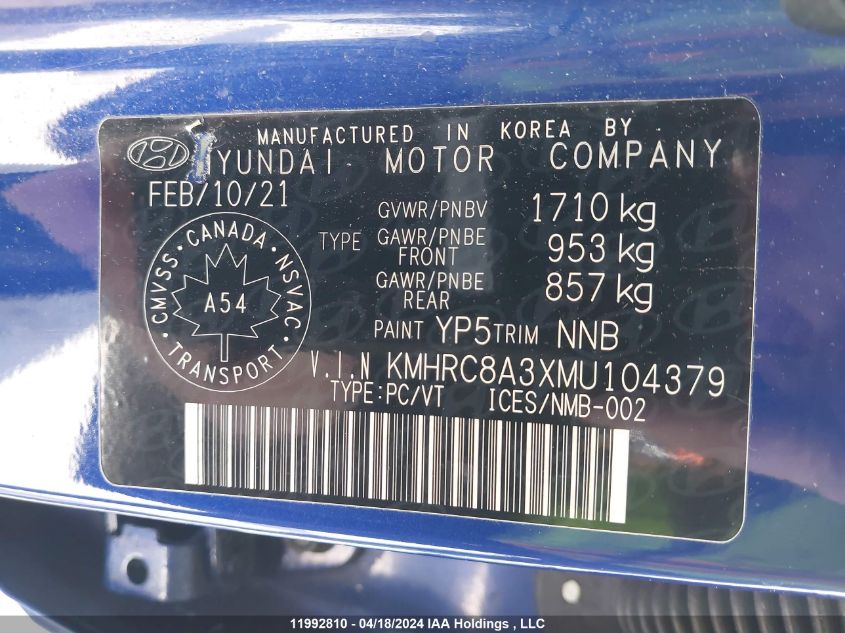 MANUFACTURED IN KOREA BY
HYUNDAI MOTOR COMPANY
FEB/10/21
GVWR/PNBV 1710 kg
TYPE GAWR/PNBE FRONT 953 kg
GAWR/PNBE REAR 857 kg
CMVSS · CANADA · NSVAC · TRANSPORT ·
A54
PAINT YP5 TRIM NNB
V.I.N KMHRC8A3XMU104379
TYPE:PC/VT ICES/NMB-002
11992810 - 04/18/2024 IAA Holdings , LLC